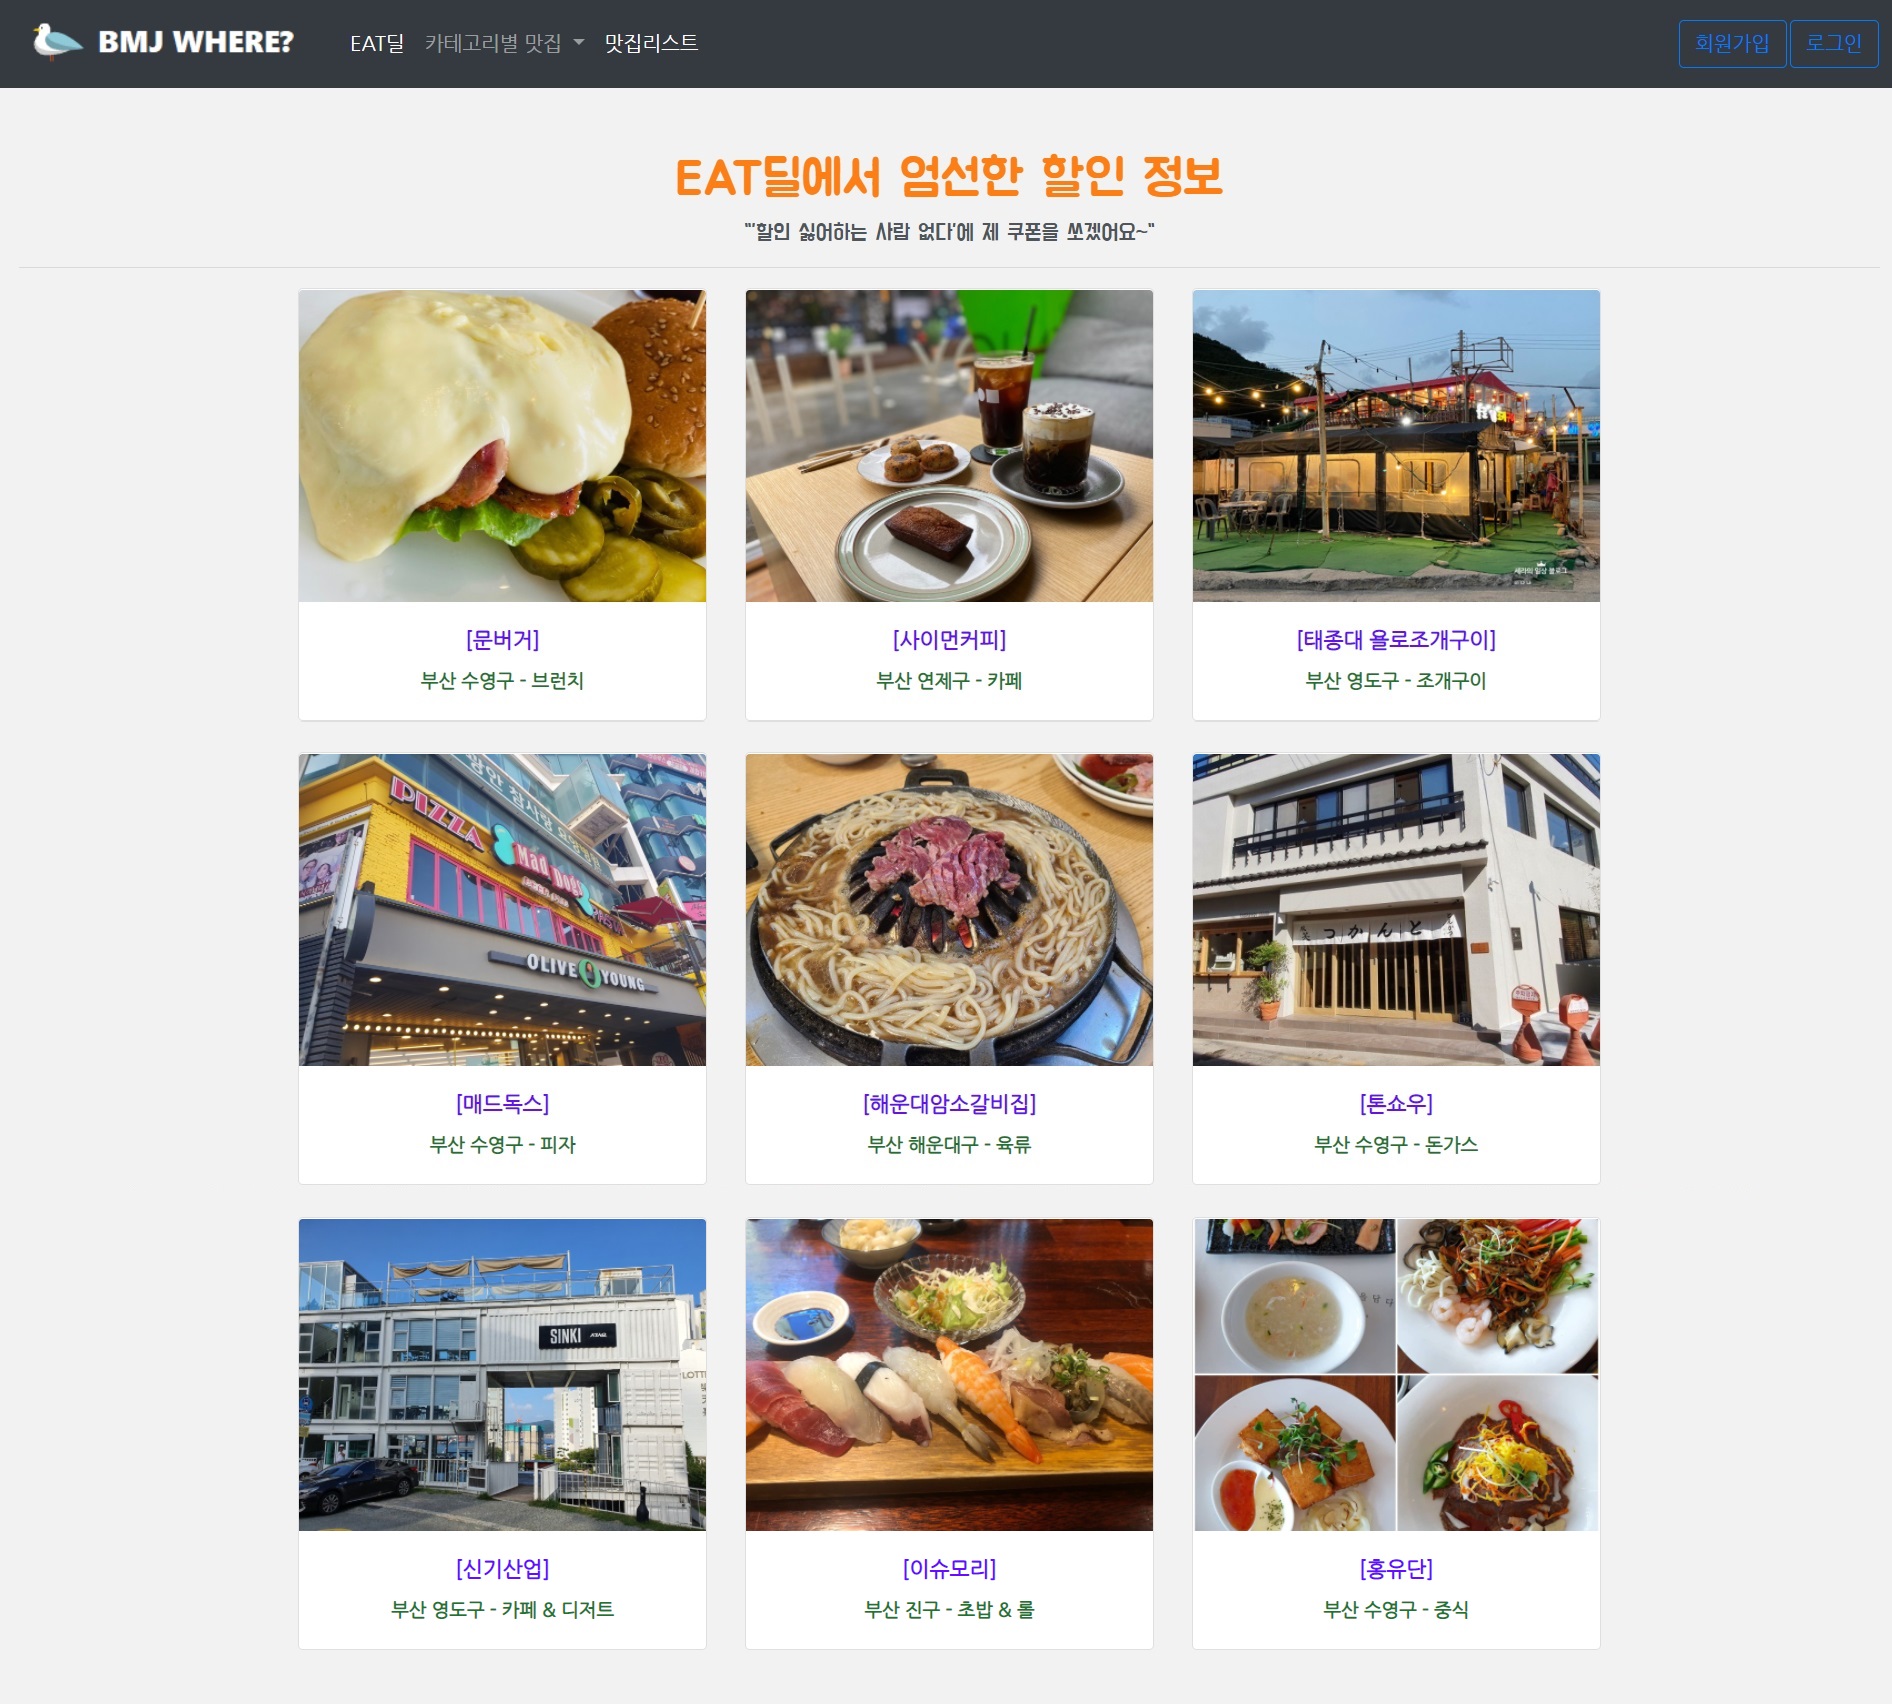 BMJ WHERE?
EAT딜
카테고리별 맛집
맛집리스트
회원가입
로그인
EAT딜에서 엄선한 할인 정보
"'할인 싫어하는 사람 없다'에 제 쿠폰을 쏘겠어요~"
세라의 일상 블로그
[문버거]
부산 수영구 - 브런치
[사이먼커피]
부산 연제구 - 카페
[태종대 욜로조개구이]
부산 영도구 - 조개구이
PIZZA
Mad Dogs
OLIVE YOUNG
つかんと
[매드독스]
부산 수영구 - 피자
[해운대암소갈비집]
부산 해운대구 - 육류
[톤쇼우]
부산 수영구 - 돈가스
SINKI
[신기산업]
부산 영도구 - 카페 & 디저트
[이슈모리]
부산 진구 - 초밥 & 롤
[홍유단]
부산 수영구 - 중식